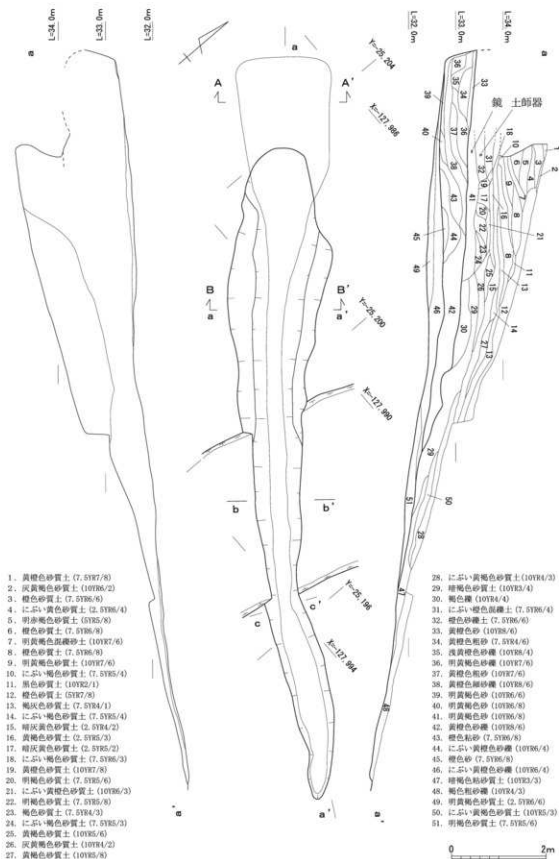 L=34.0m
L=33.0m
L=32.0m
a
a
A
A'
Y=-25,204
X=-127,986
B
B'
a
a'
Y=-25,200
X=-127,990
b
b'
Y=-25,196
c
c'
X=-127,994
a'
a'
a'
L=32.0m
L=33.0m
L=34.0m
a
鏡
土師器
1. 黄橙色砂質土(7.5YR7/8)
2. 灰黄褐色砂質土(10YR6/2)
3. 橙色砂質土(7.5YR6/6)
4. にぶい黄色砂質土(2.5YR6/4)
5. 明赤褐色砂質土(5YR5/8)
6. 橙色砂質土(7.5YR6/8)
7. 明黄褐色混礫砂土(10YR7/6)
8. 橙色砂質土(7.5YR6/8)
9. 明黄褐色砂質土(10YR7/6)
10. にぶい褐色砂質土(7.5YR5/4)
11. 黒色砂質土(10YR2/1)
12. 橙色砂質土(5YR7/8)
13. 褐灰色砂質土(7.5YR4/1)
14. にぶい褐色砂質土(7.5YR5/4)
15. 暗灰黄色砂質土(2.5YR4/2)
16. 黄褐色砂質土(2.5YR5/3)
17. 暗灰黄色砂質土(2.5YR5/2)
18. にぶい褐色砂質土(7.5YR6/3)
19. 黄橙色砂質土(10YR7/8)
20. 明褐色砂質土(7.5YR5/6)
21. にぶい黄橙色砂質土(10YR6/3)
22. 明褐色砂質土(7.5YR5/8)
23. 褐色砂質土(7.5YR4/3)
24. にぶい褐色砂質土(7.5YR5/3)
25. 黄褐色砂質土(10YR5/6)
26. 灰黄褐色砂質土(10YR4/2)
27. 黄褐色砂質土(10YR5/8)
28. にぶい黄褐色砂質土(10YR4/3)
29. 暗褐色砂質土(10YR3/4)
30. 褐色礫(10YR4/4)
31. にぶい橙色混礫土(7.5YR6/4)
32. 橙色砂礫土(7.5YR6/6)
33. 黄橙色砂(10YR8/6)
34. 黄橙色粗砂(7.5YR4/6)
35. 浅黄橙色砂礫(10YR8/4)
36. 明黄褐色砂礫(10YR7/6)
37. 黄橙色粗砂(10YR7/6)
38. 黄橙色細砂礫(10YR8/6)
39. 明黄褐色砂(10YR6/6)
40. 明黄褐色砂(10YR6/8)
41. 明黄褐色砂(10YR6/8)
42. 黄橙色砂礫(10YR8/6)
43. 橙色粘砂(7.5YR6/8)
44. にぶい黄橙色砂礫(10YR6/4)
45. 橙色砂(7.5YR6/8)
46. にぶい黄橙色砂礫(10YR6/4)
47. 暗褐色粘砂質土(10YR3/3)
48. 褐色粗砂礫(10YR4/3)
49. 明黄褐色砂質土(2.5YR6/6)
50. にぶい黄褐色砂質土(10YR5/3)
51. 明褐色砂質土(7.5YR5/6)
0
2m